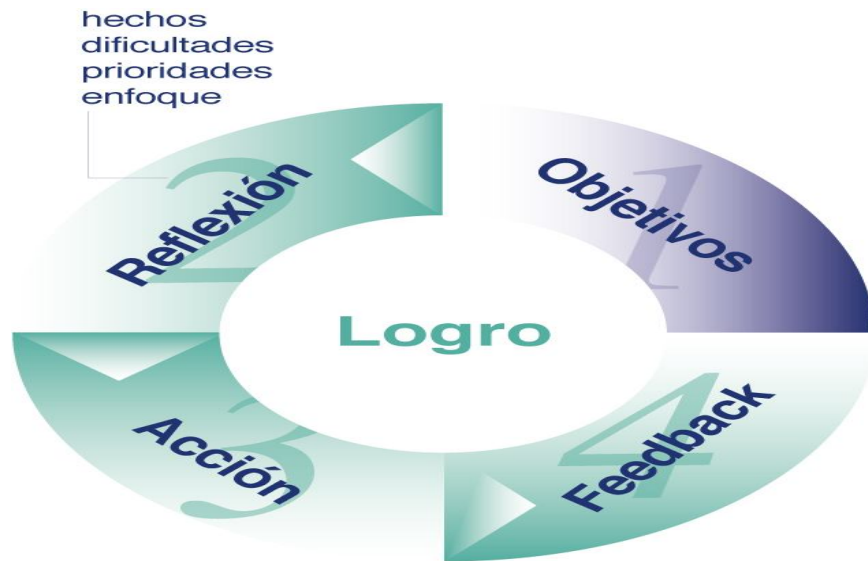 hechos
dificultades
prioridades
enfoque
2
Reflexión
1
Objetivos
Logro
3
Acción
4
Feedback